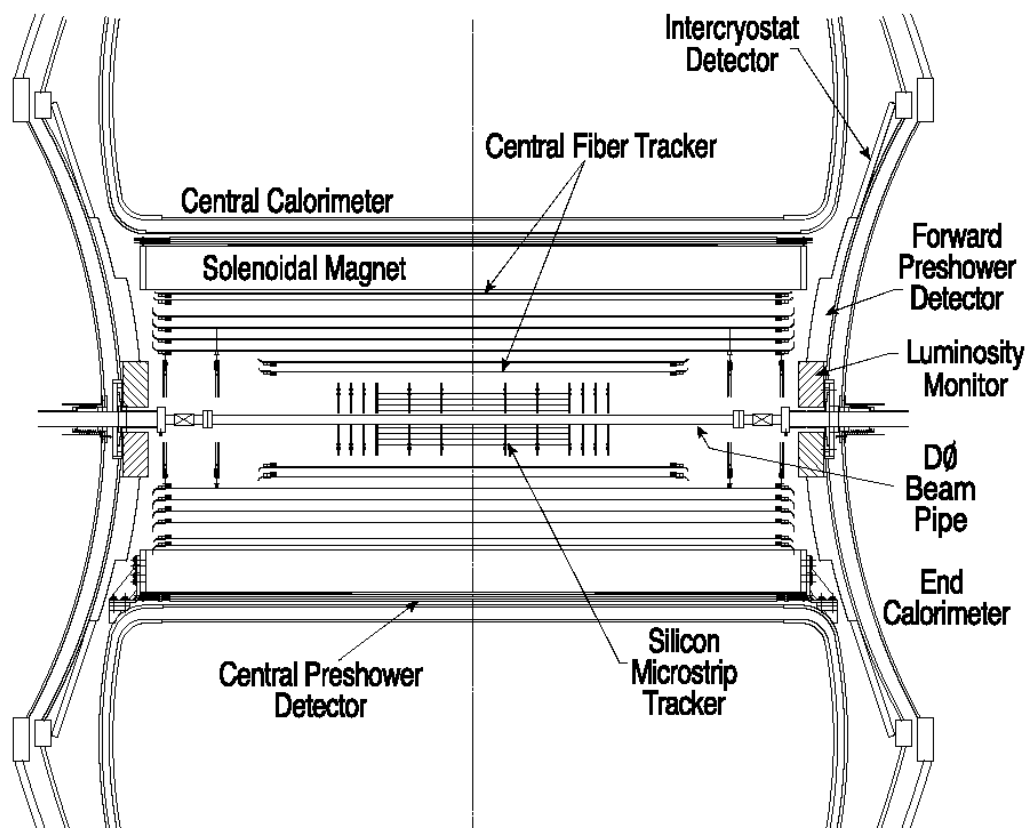 Intercryostat
Detector
Central Fiber Tracker
Central Calorimeter
Solenoidal Magnet
Forward
Preshower
Detector
Luminosity
Monitor
DØ
Beam
Pipe
End
Calorimeter
Silicon
Microstrip
Tracker
Central Preshower
Detector